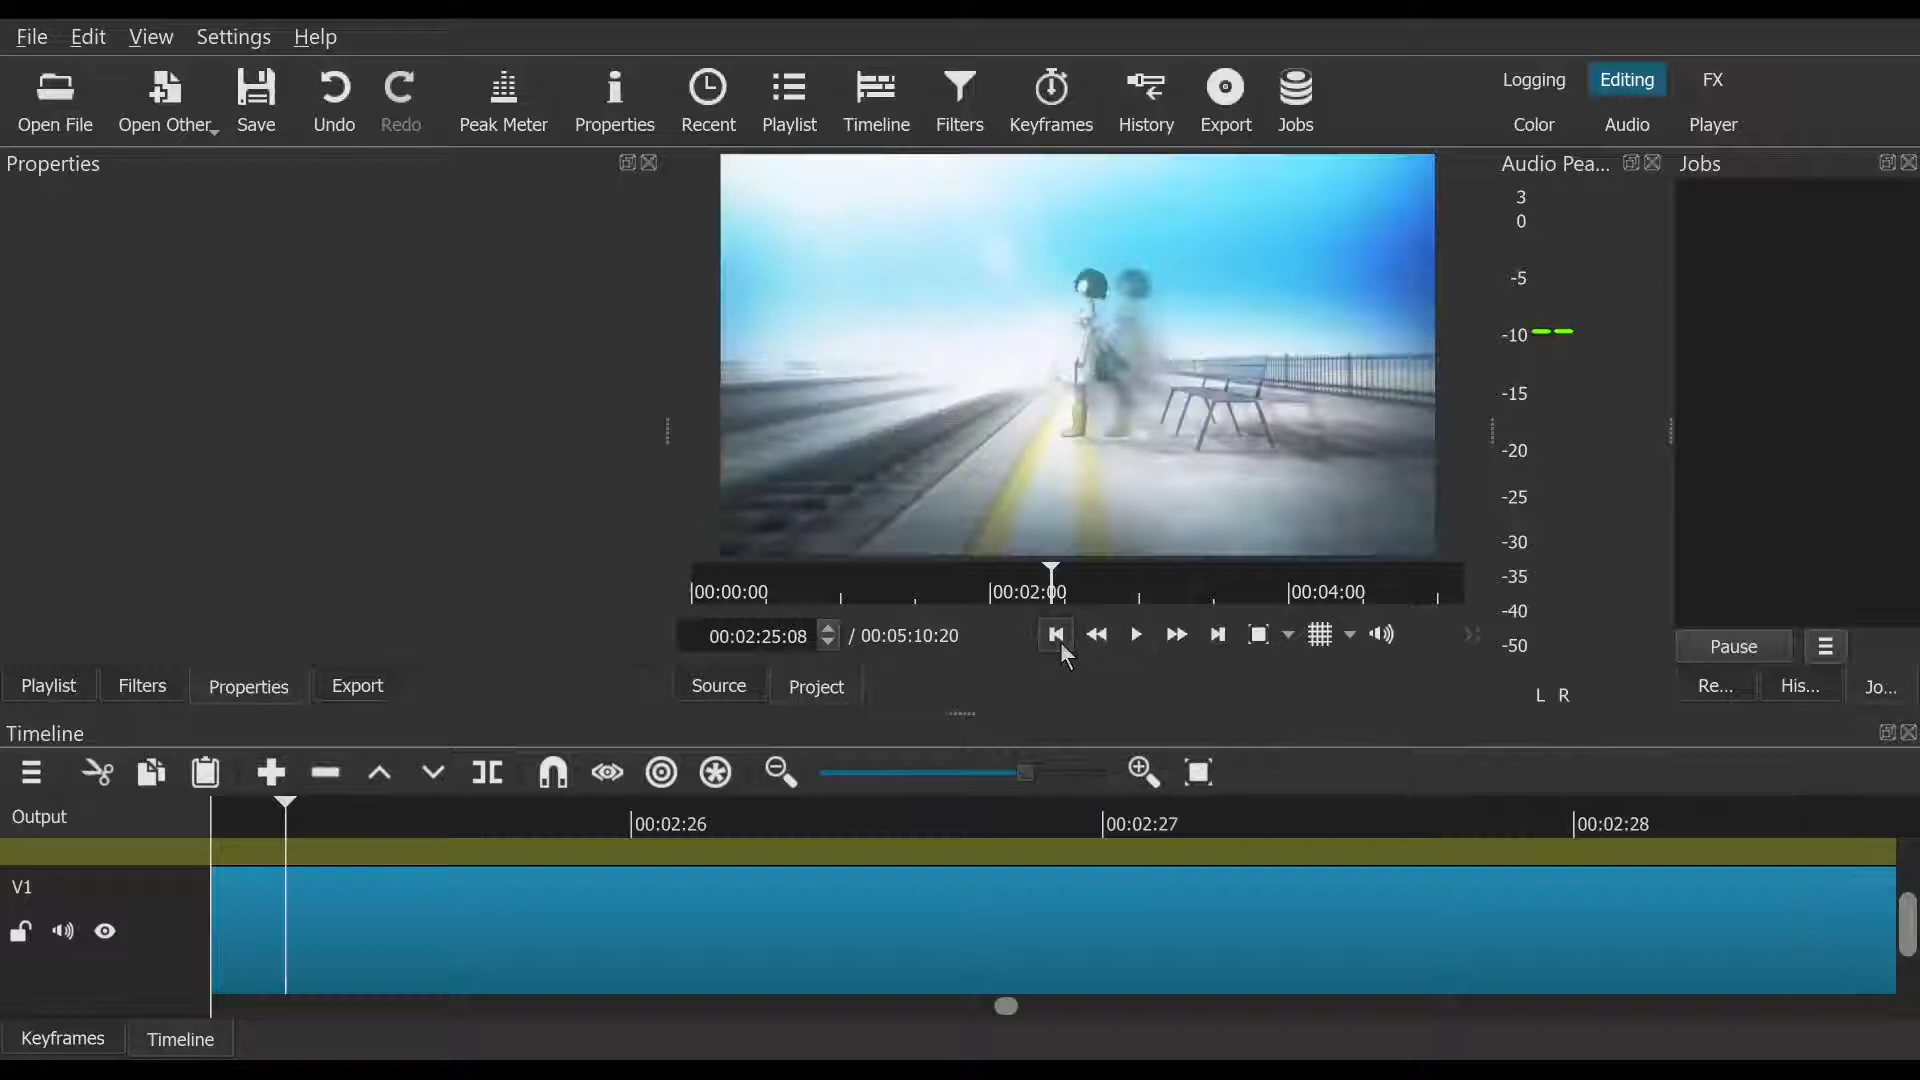 File Edit View Settings Help
Open File Open Other Save Undo Redo Peak Meter Properties Recent Playlist Timeline Filters Keyframes History Export Jobs
Logging Editing FX
Color Audio Player
Properties
Audio Pea...
Jobs
3
0
-5
-10
-15
-20
-25
-30
-35
-40
-50
L R
00:00:00 00:02:00 00:04:00
00:02:25:08 / 00:05:10:20
Pause
Playlist Filters Properties Export
Source Project
Re... His... Jo...
Timeline
Output
00:02:26 00:02:27 00:02:28
V1
Keyframes Timeline